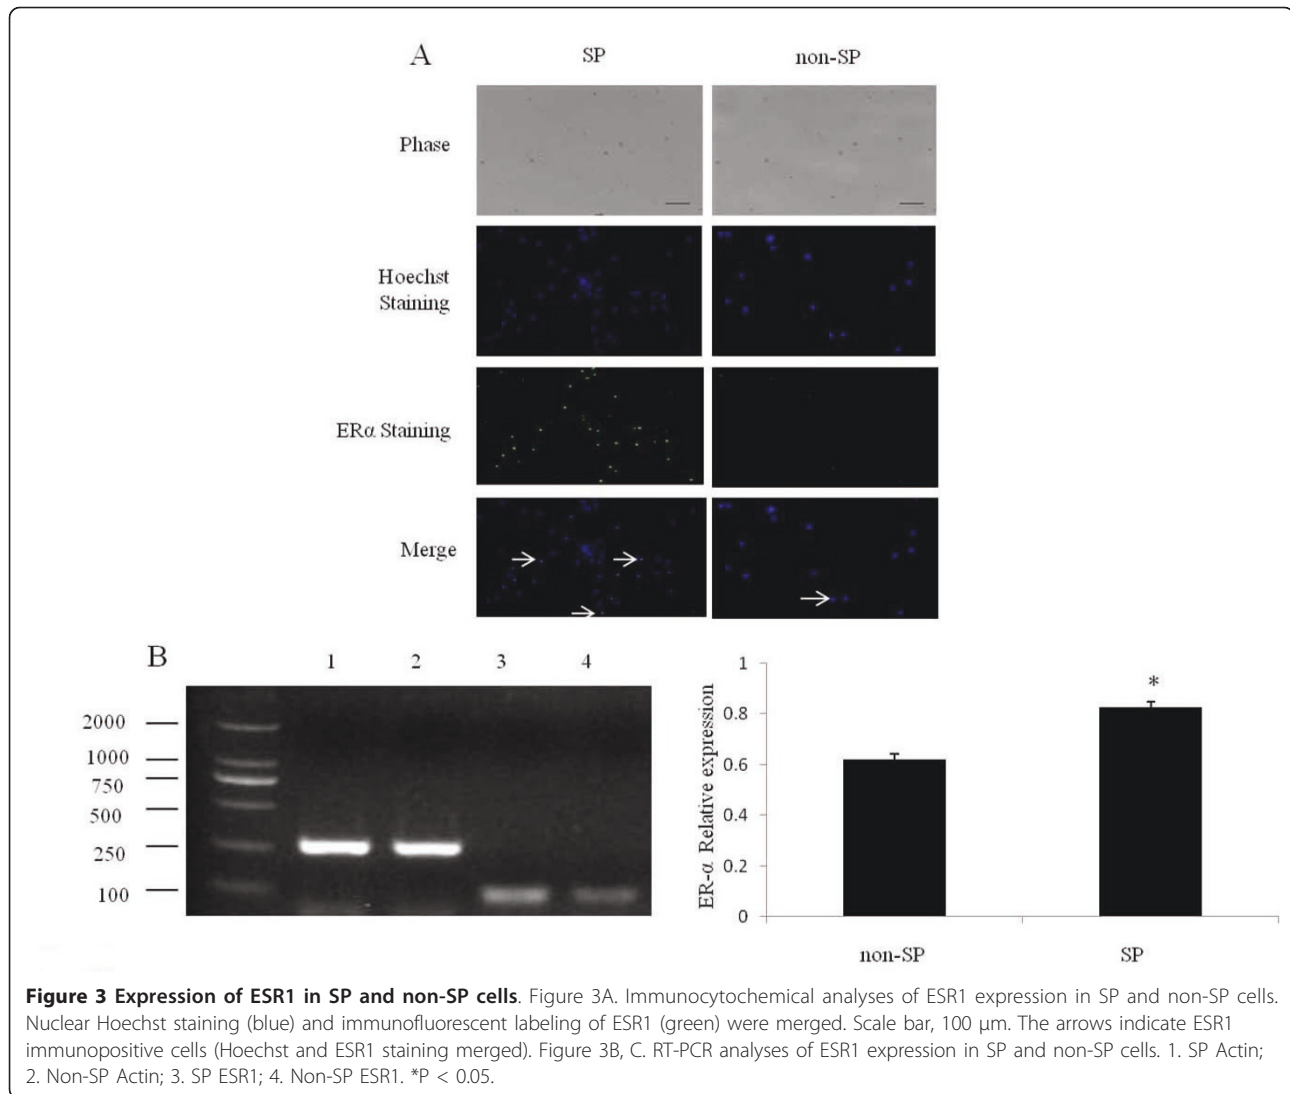 A
SP
non-SP
Phase
Hoechst
Staining
ERα Staining
Merge
B
1
2
3
4
2000
1000
750
500
250
100
ER-α Relative expression
1
0.8
0.6
0.4
0.2
0
*
non-SP
SP
Figure 3 Expression of ESR1 in SP and non-SP cells. Figure 3A. Immunocytochemical analyses of ESR1 expression in SP and non-SP cells.
Nuclear Hoechst staining (blue) and immunofluorescent labeling of ESR1 (green) were merged. Scale bar, 100 μm. The arrows indicate ESR1
immunopositive cells (Hoechst and ESR1 staining merged). Figure 3B, C. RT-PCR analyses of ESR1 expression in SP and non-SP cells. 1. SP Actin;
2. Non-SP Actin; 3. SP ESR1; 4. Non-SP ESR1. *P < 0.05.